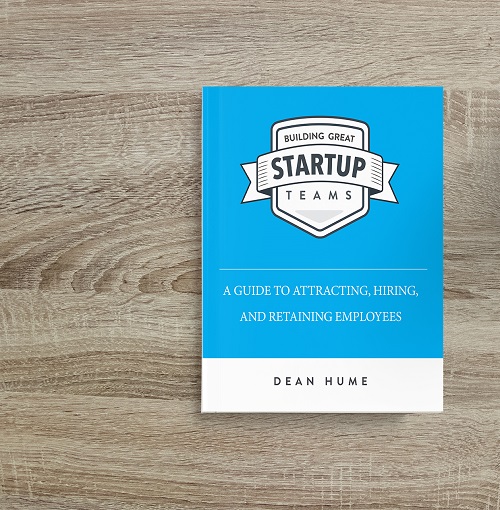 BUILDING GREAT
STARTUP
TEAMS
A GUIDE TO ATTRACTING, HIRING,
AND RETAINING EMPLOYEES
DEAN HUME